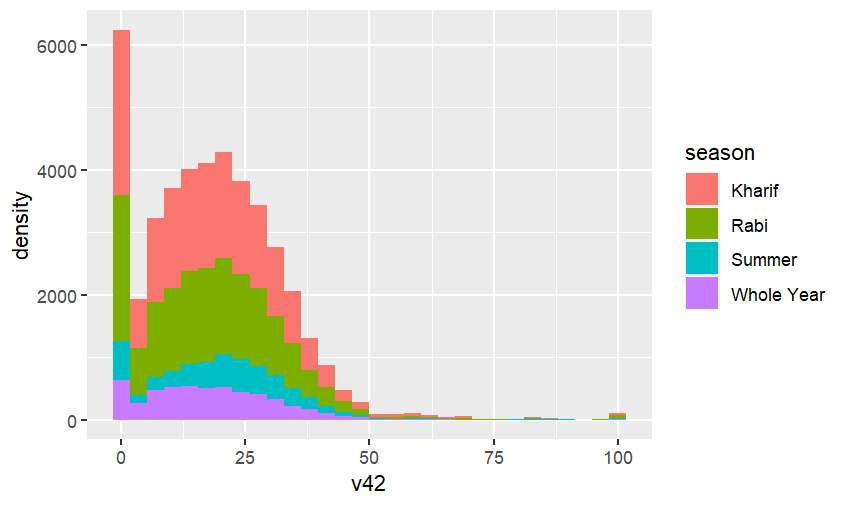 density
6000
4000
2000
0
0 25 50 75 100
v42
season
Kharif
Rabi
Summer
Whole Year